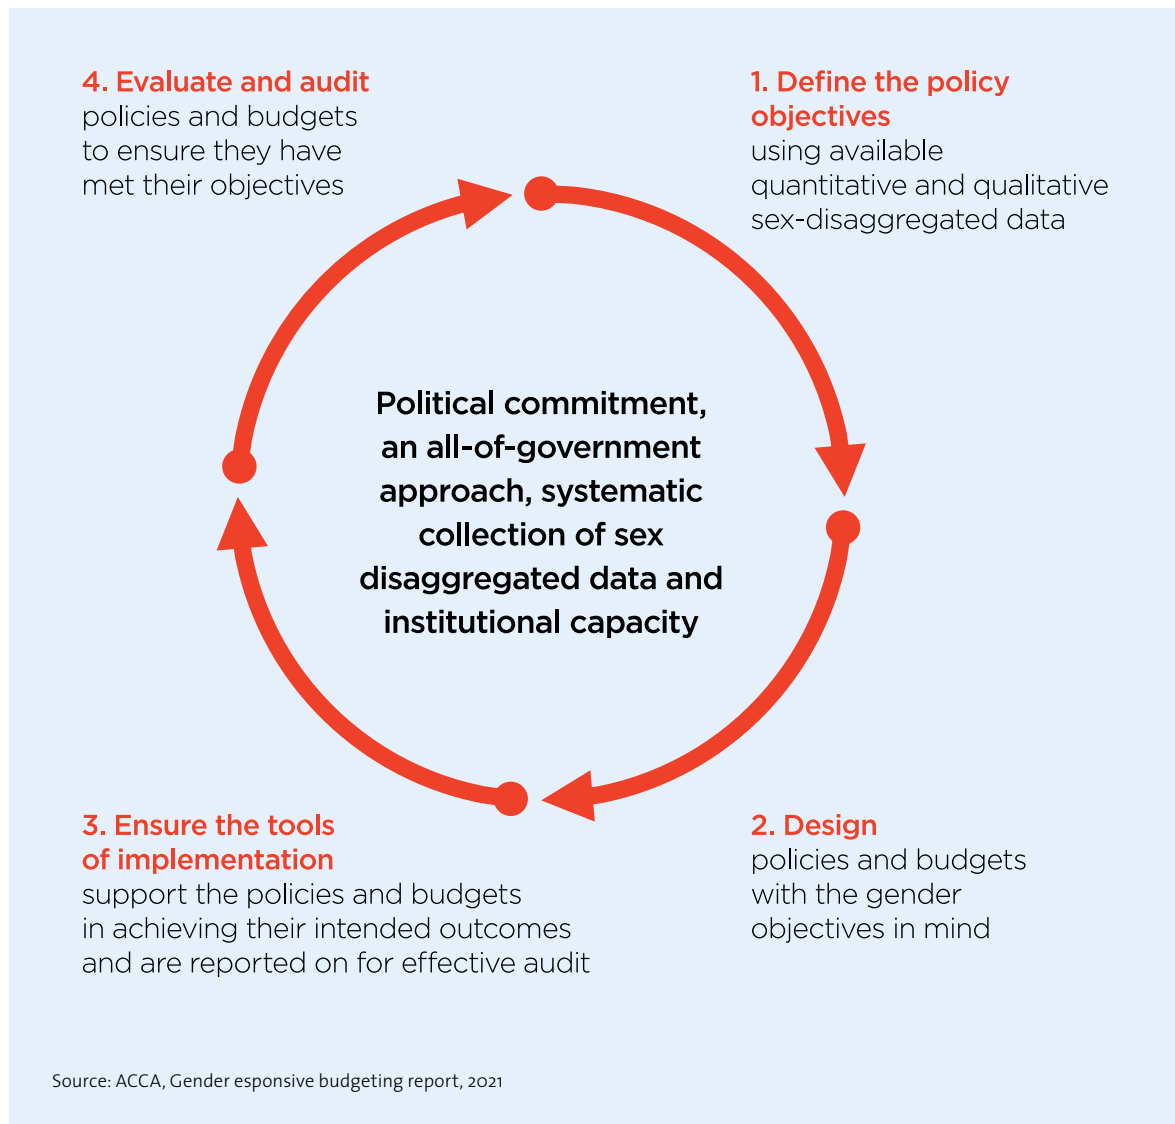 4. Evaluate and audit
policies and budgets
to ensure they have
met their objectives
1. Define the policy
objectives
using available
quantitative and qualitative
sex-disaggregated data
Political commitment,
an all-of-government
approach, systematic
collection of sex
disaggregated data and
institutional capacity
3. Ensure the tools
of implementation
support the policies and budgets
in achieving their intended outcomes
and are reported on for effective audit
2. Design
policies and budgets
with the gender
objectives in mind
Source: ACCA, Gender esponsive budgeting report, 2021